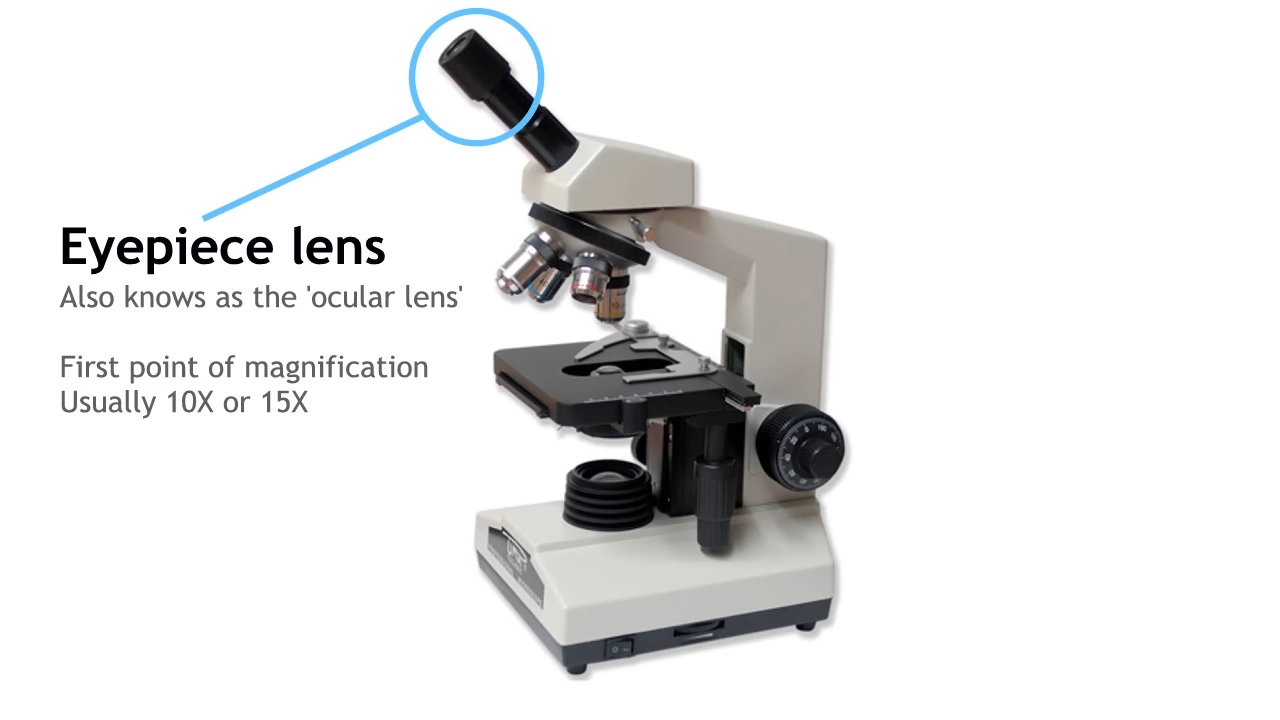 Eyepiece lens
Also knows as the 'ocular lens'
First point of magnification
Usually 10X or 15X